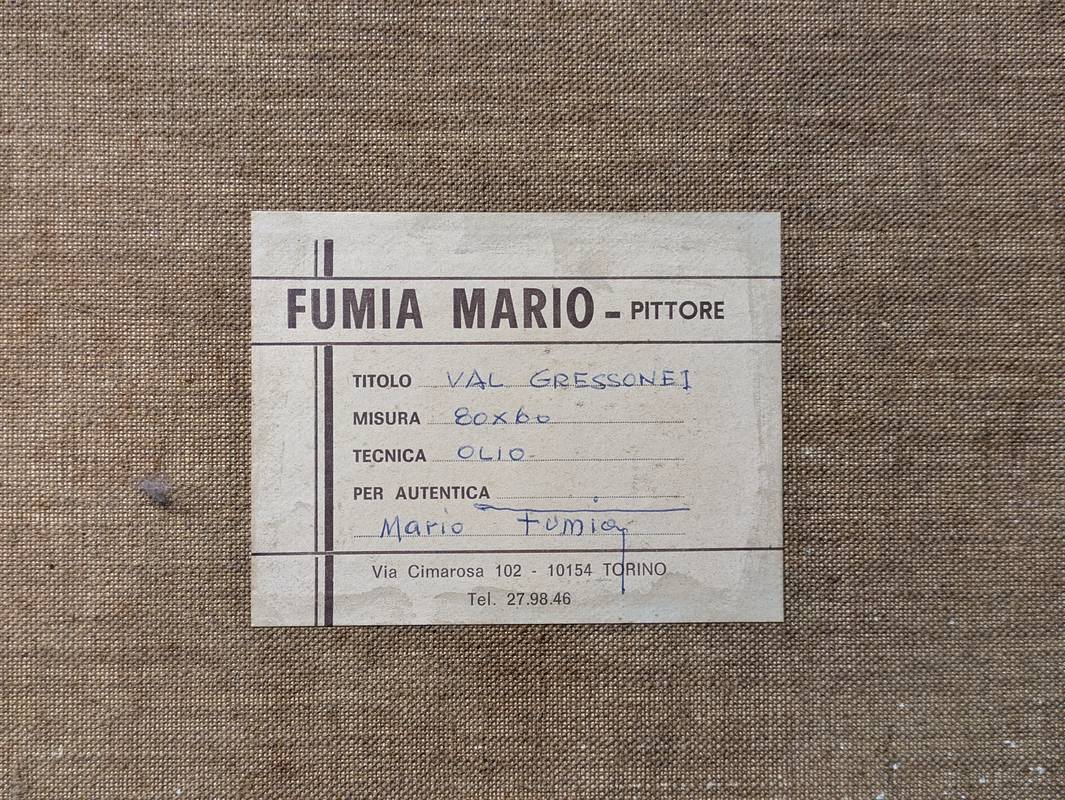 FUMIA MARIO - PITTORE
TITOLO VAL GRESSONEI
MISURA 80x60
TECNICA OLIO
PER AUTENTICA
Mario Fumia
Via Cimarosa 102 - 10154 TORINO
Tel. 27.98.46